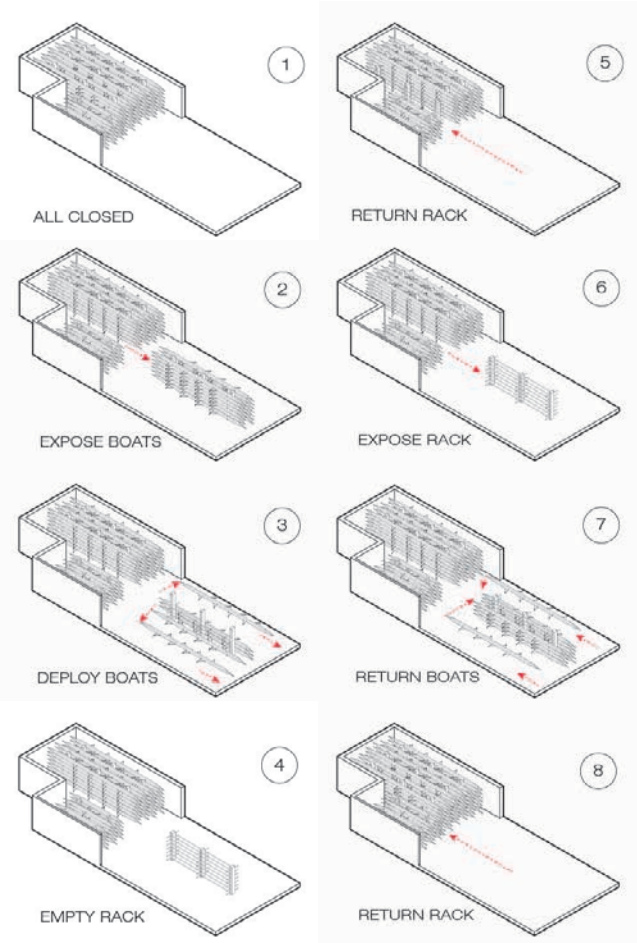 1
ALL CLOSED
2
EXPOSE BOATS
3
DEPLOY BOATS
4
EMPTY RACK
5
RETURN RACK
6
EXPOSE RACK
7
RETURN BOATS
8
RETURN RACK